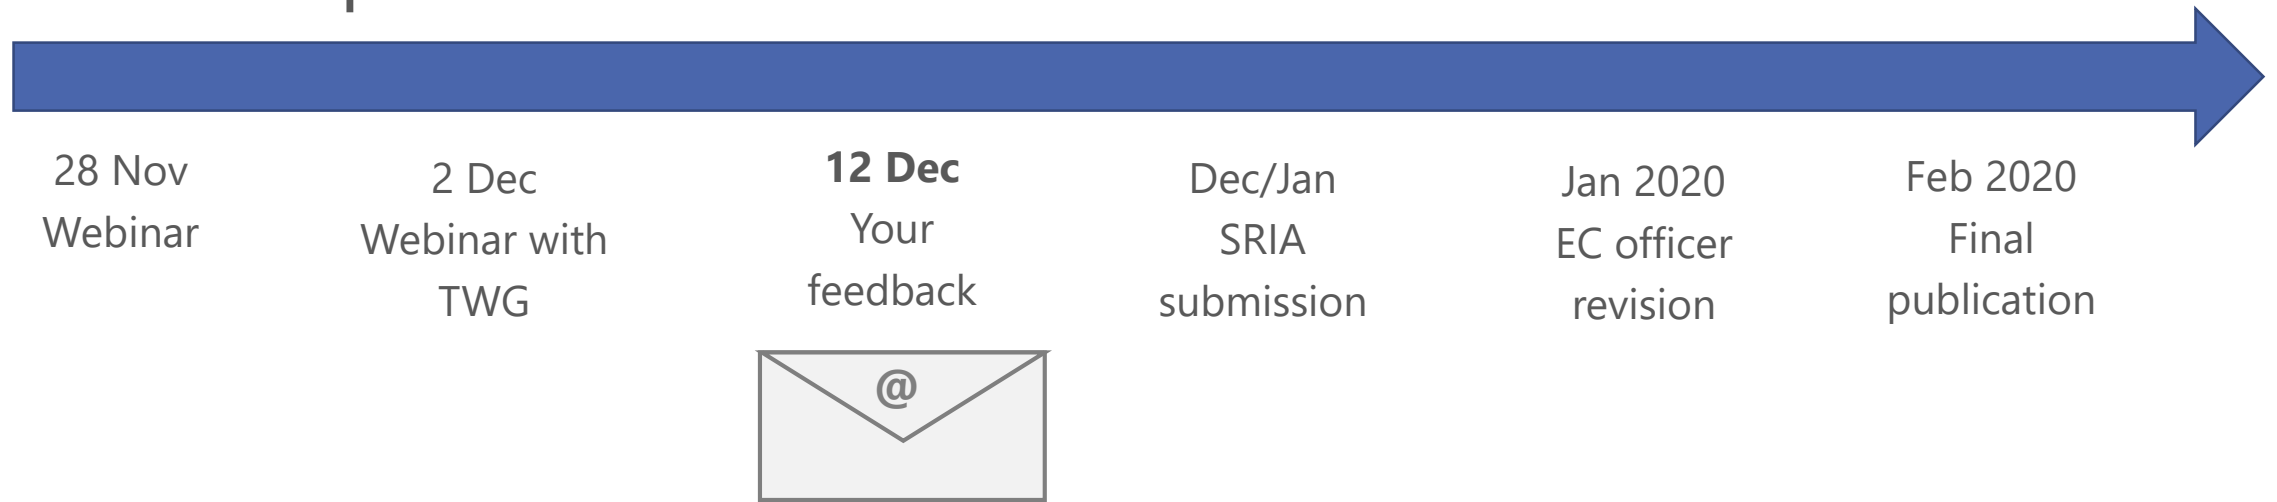 28 Nov
Webinar
2 Dec
Webinar with
TWG
12 Dec
Your
feedback
@
Dec/Jan
SRIA
submission
Jan 2020
EC officer
revision
Feb 2020
Final
publication